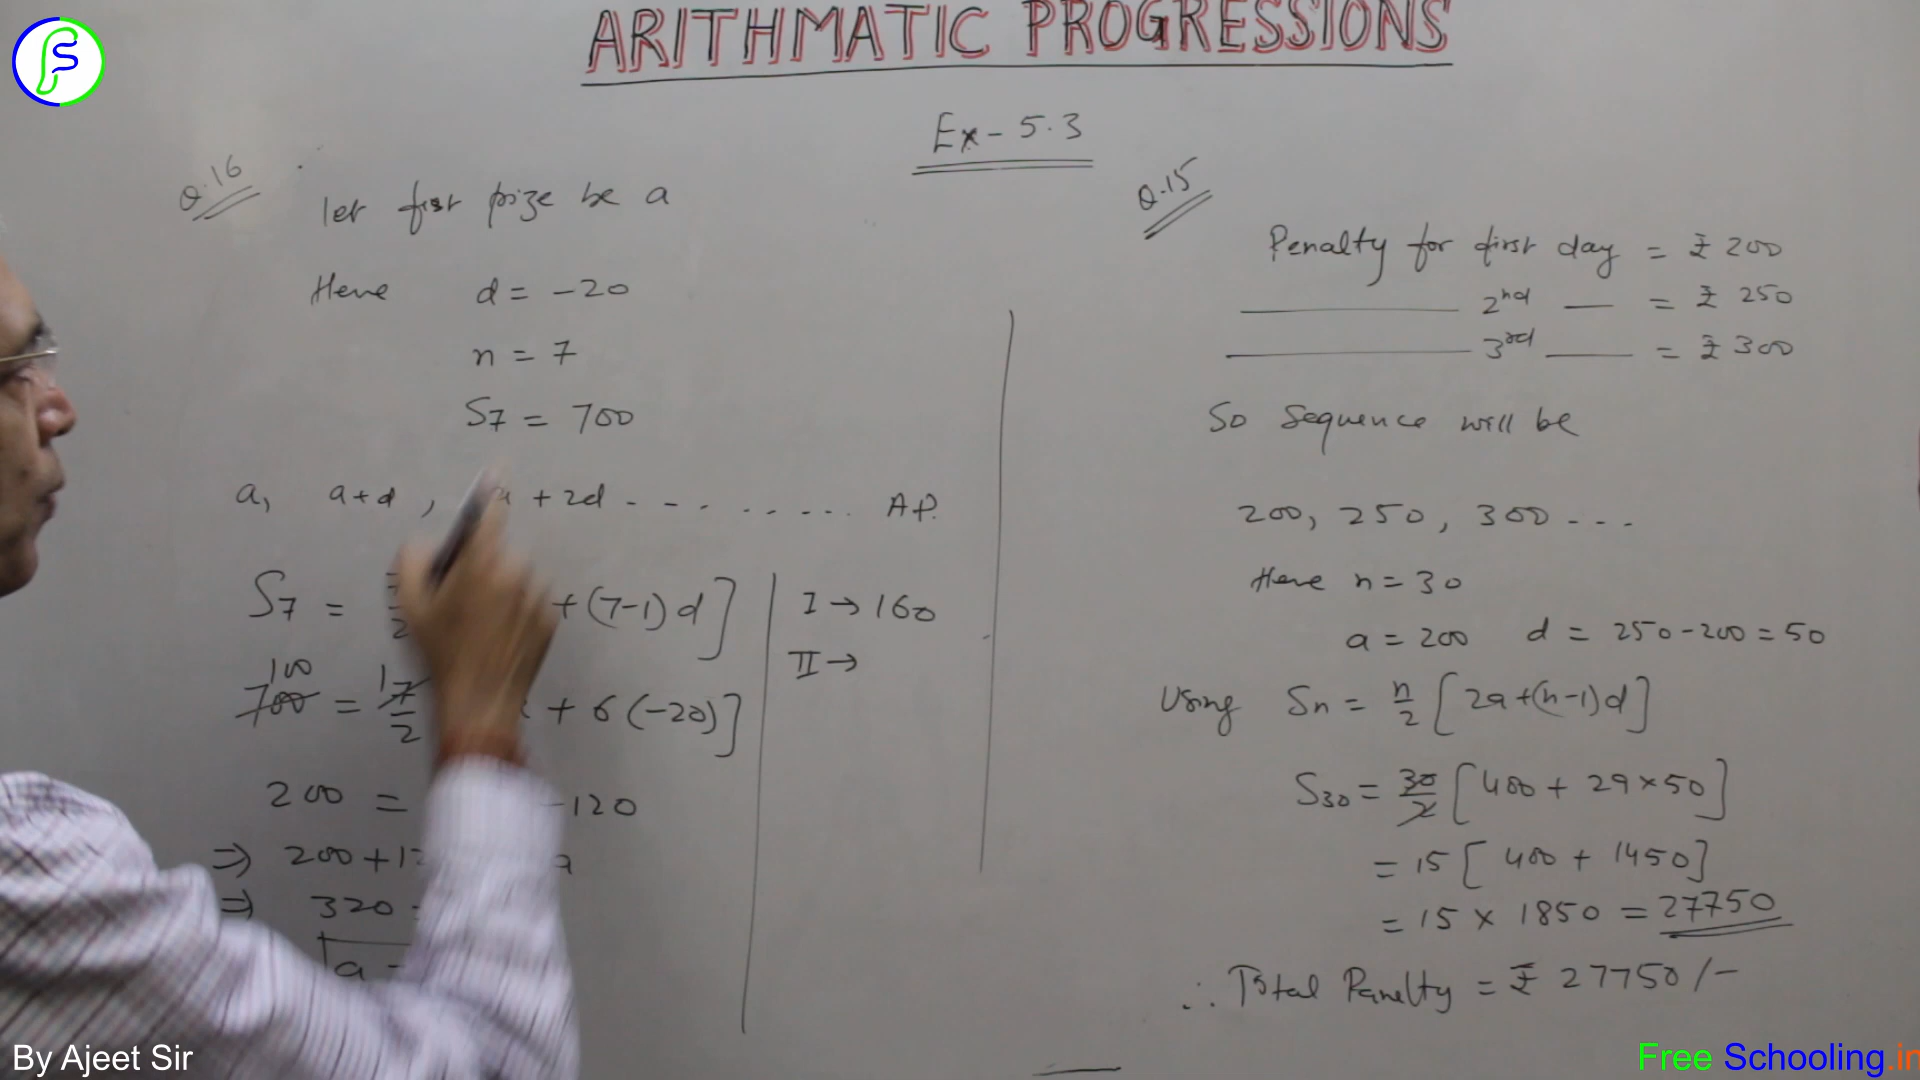 ARITHMATIC PROGRESSIONS
Ex-5.3
Q.16
let first prize be a
Here d = -20
n = 7
S7 = 700
a, a+d, a+2d - - . . . . . . . A.P.
S7 = + (7-1)d]
100
700 = 17/2 + 6(-20)]
200 = -120
⇒ 200+12 a
⇒ 320
a
I → 160
II →
Q.15
Penalty for first day = ₹ 200
2nd = ₹ 250
3rd = ₹ 300
So sequence will be
200, 250, 300 ...
Here n = 30
a = 200 d = 250-200 = 50
Using Sn = n/2 [2a+(n-1)d]
S30 = 30/2 [400 + 29×50]
= 15 [400 + 1450]
= 15 × 1850 = 27750
∴ Total Panelty = ₹ 27750/-
By Ajeet Sir
Free Schooling.in